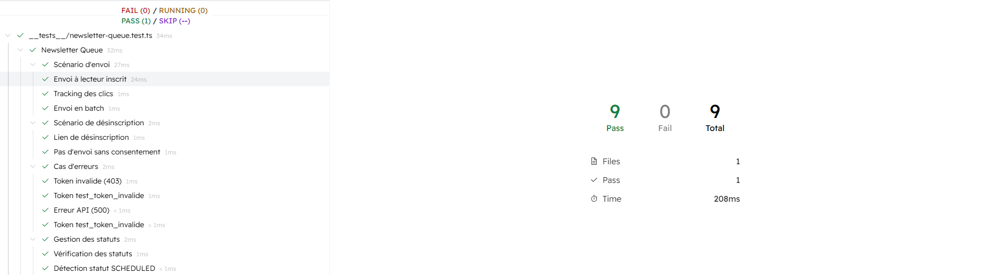 FAIL (0) / RUNNING (0)
PASS (1) / SKIP (--)
__tests__/newsletter-queue.test.ts 34ms
Newsletter Queue 32ms
Scénario d'envoi 27ms
Envoi à lecteur inscrit 24ms
Tracking des clics 1ms
Envoi en batch 1ms
Scénario de désinscription 2ms
Lien de désinscription 1ms
Pas d'envoi sans consentement 1ms
Cas d'erreurs 2ms
Token invalide (403) 1ms
Token test_token_invalide 1ms
Erreur API (500) < 1ms
Token test_token_invalide < 1ms
Gestion des statuts 2ms
Vérification des statuts 1ms
Détection statut SCHEDULED < 1ms
9 0 9
Pass Fail Total
Files 1
Pass 1
Time 208ms